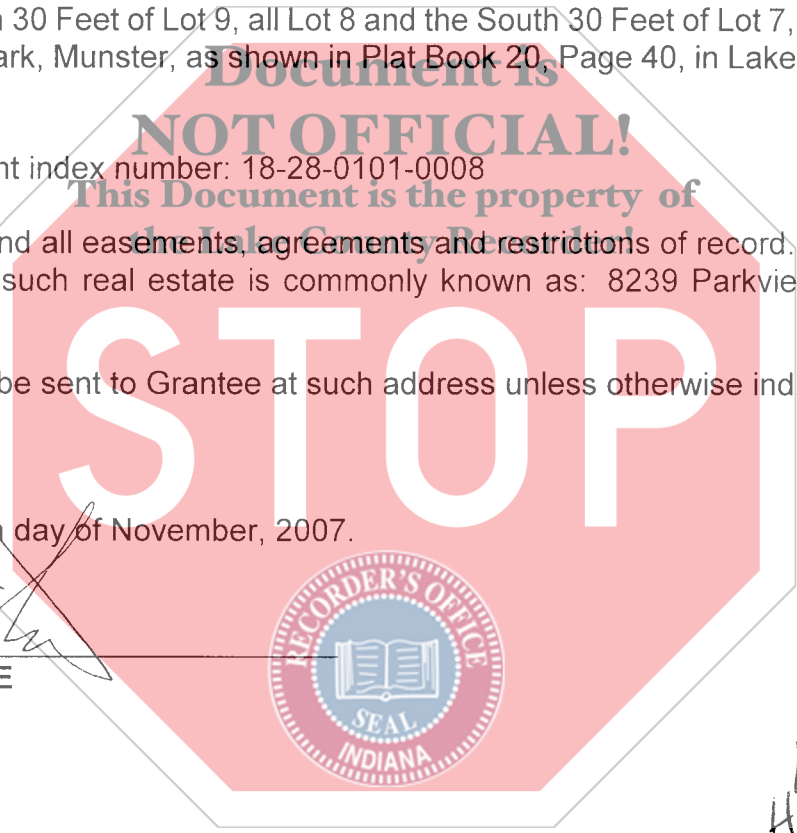 30 Feet of Lot 9, all Lot 8 and the South 30 Feet of Lot 7,
ark, Munster, as shown in Plat Book 20, Page 40, in Lake
Document is
NOT OFFICIAL!
nt index number: 18-28-0101-0008
This Document is the property of
the Lake County Recorder!
nd all easements, agreements and restrictions of record.
such real estate is commonly known as: 8239 Parkvie
STOP
be sent to Grantee at such address unless otherwise ind
day of November, 2007.
E
RECORDER'S OFFICE
SEAL
INDIANA